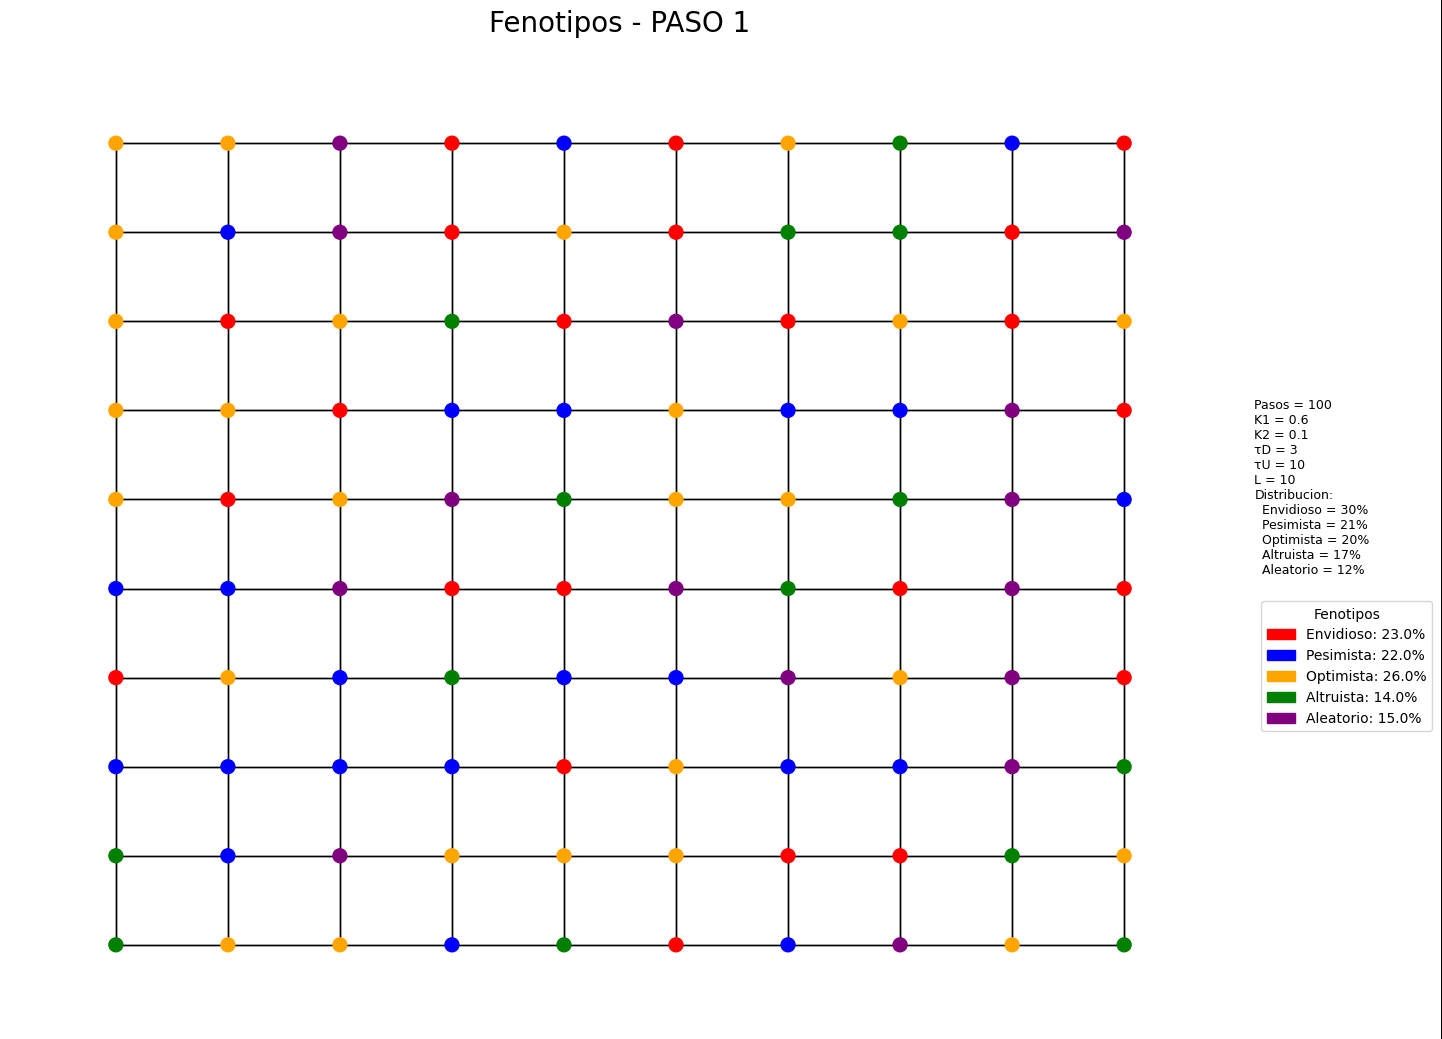 Fenotipos - PASO 1
Pasos = 100
K1 = 0.6
K2 = 0.1
τD = 3
τU = 10
L = 10
Distribucion:
Envidioso = 30%
Pesimista = 21%
Optimista = 20%
Altruista = 17%
Aleatorio = 12%
Fenotipos
Envidioso: 23.0%
Pesimista: 22.0%
Optimista: 26.0%
Altruista: 14.0%
Aleatorio: 15.0%